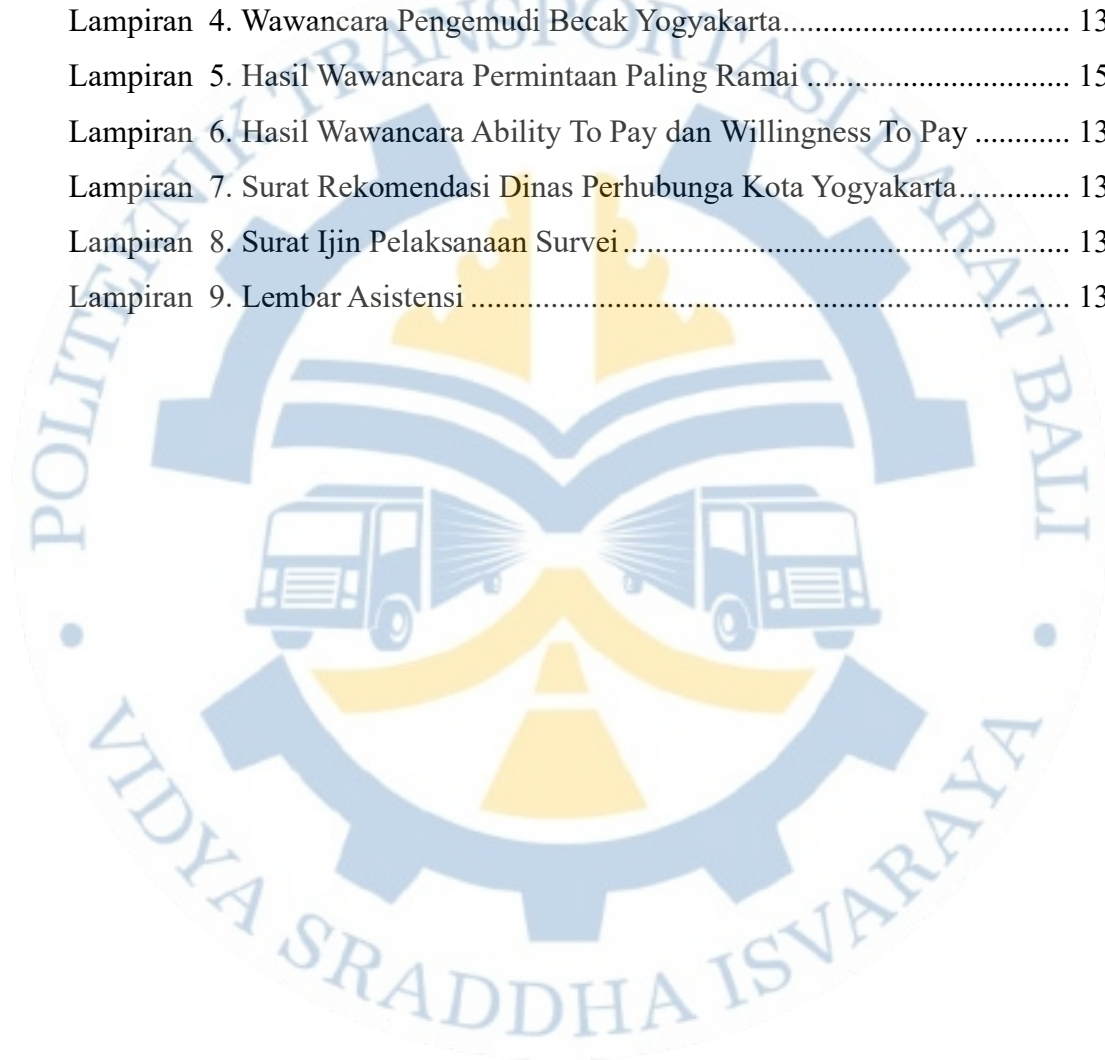 Lampiran 4. Wawancara Pengemudi Becak Yogyakarta.................................... 13
Lampiran 5. Hasil Wawancara Permintaan Paling Ramai ................................. 15
Lampiran 6. Hasil Wawancara Ability To Pay dan Willingness To Pay ............ 13
Lampiran 7. Surat Rekomendasi Dinas Perhubunga Kota Yogyakarta.............. 13
Lampiran 8. Surat Ijin Pelaksanaan Survei ......................................................... 13
Lampiran 9. Lembar Asistensi ............................................................................. 13
POLITEKNIK TRANSPORTASI DARAT BALI
VIDYA SRADDHA ISVARAYA